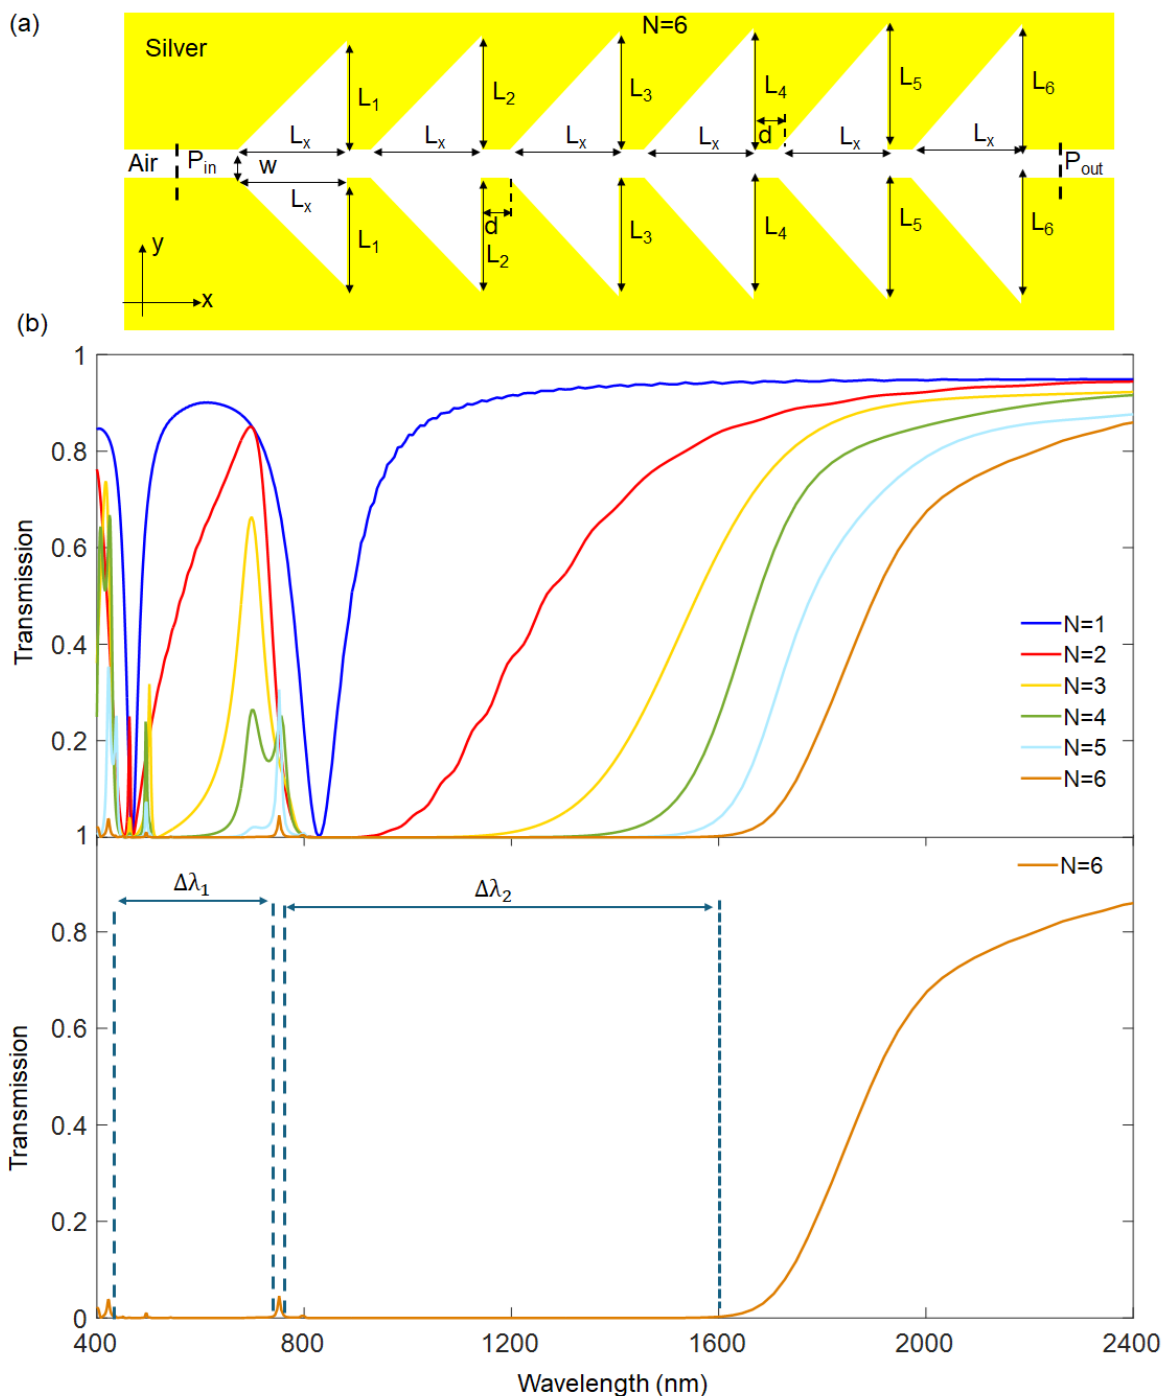 (a)
N=6
Silver
L₁ L₂ L₃ L₄ L₅ L₆
d
Lₓ Lₓ Lₓ Lₓ Lₓ Lₓ
Air Pᵢₙ w Pₒᵤₜ
Lₓ
d
L₁ L₂ L₃ L₄ L₅ L₆
y
x
(b)
1
0.8
0.6
0.4
0.2
1
Transmission
N=1
N=2
N=3
N=4
N=5
N=6
N=6
Δλ₁ Δλ₂
0.8
0.6
0.4
0.2
0
Transmission
400 800 1200 1600 2000 2400
Wavelength (nm)